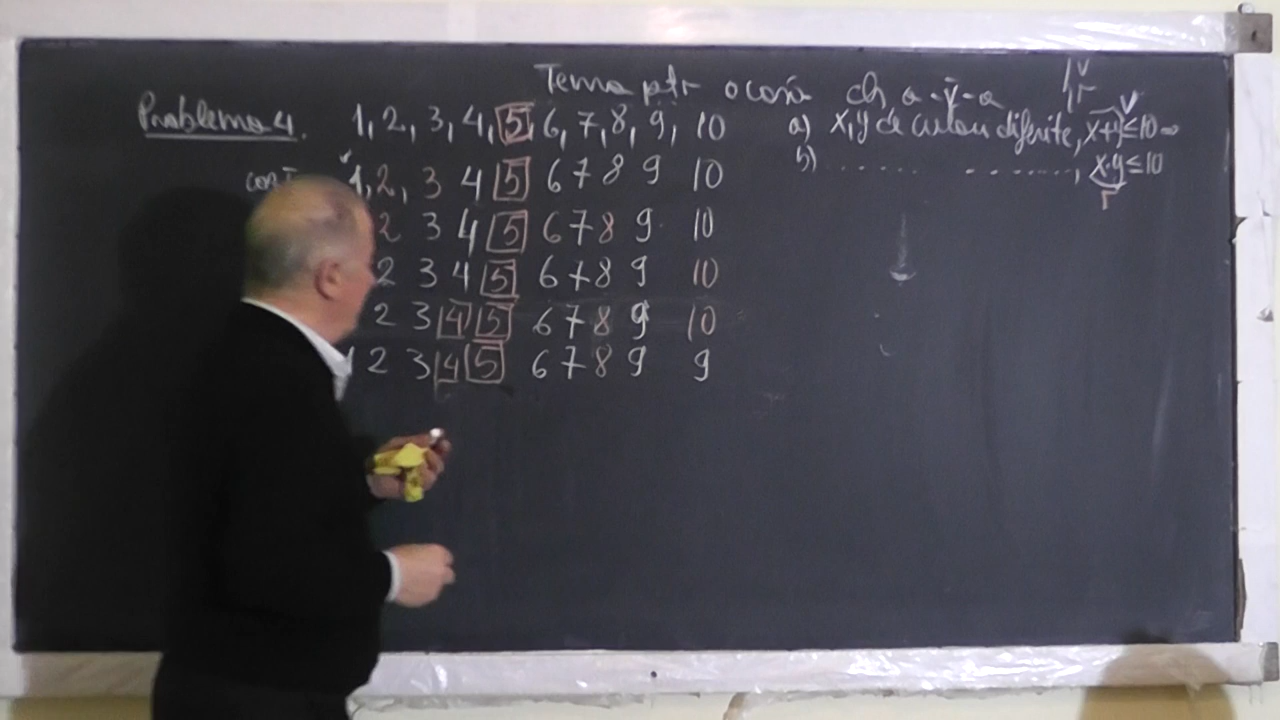 Tema ptr acasă cls a-V-a
Problema 4. 1, 2, 3, 4, 5, 6, 7, 8, 9, 10
a) x, y de culori diferite, x+y ≤ 10 ⇒
V
1, 2, 3 4 5 6 7 8 9 10
b) ..... ......., x·y ≤ 10
r
2 3 4 5 6 7 8 9 10
2 3 4 5 6 7 8 9 10
2 3 4 5 6 7 8 9 10
1 2 3 4 5 6 7 8 9 9